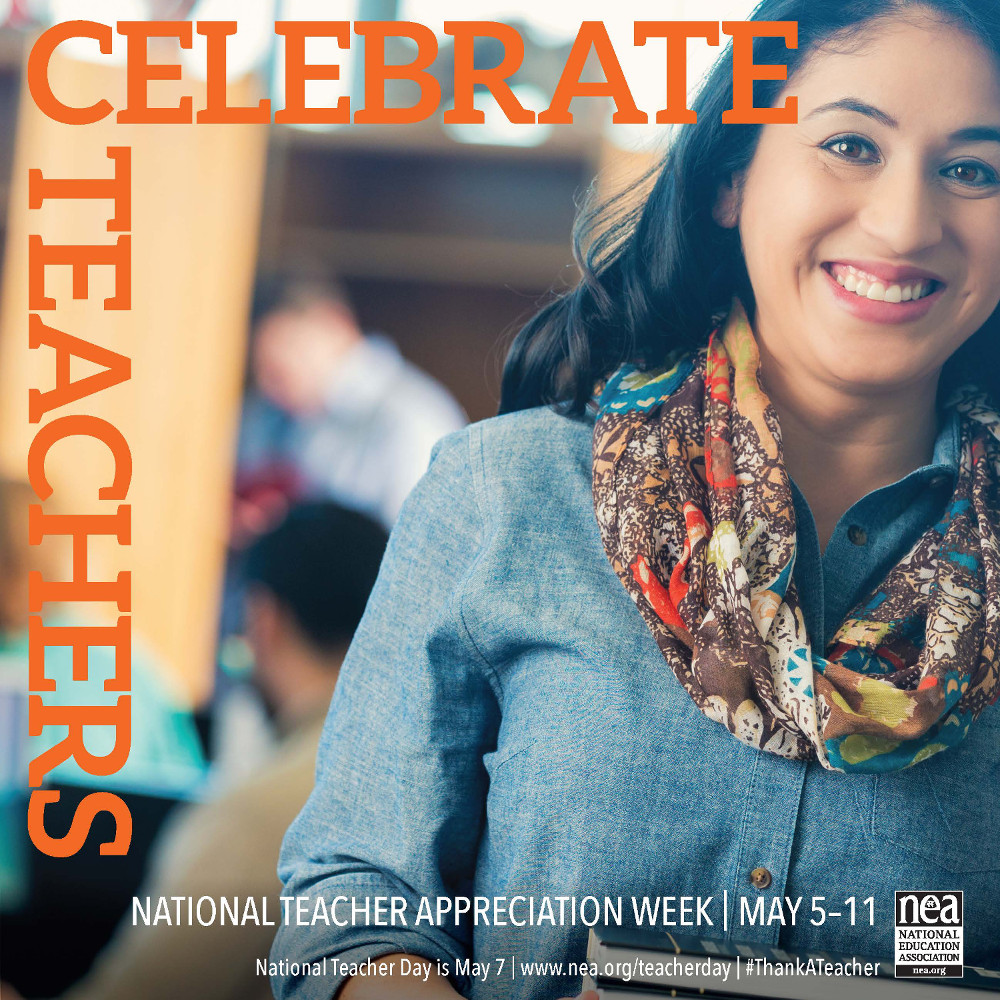 CELEBRATE
TEACHERS
NATIONAL TEACHER APPRECIATION WEEK | MAY 5–11
National Teacher Day is May 7 | www.nea.org/teacherday | #ThankATeacher
nea
NATIONAL
EDUCATION
ASSOCIATION
nea.org